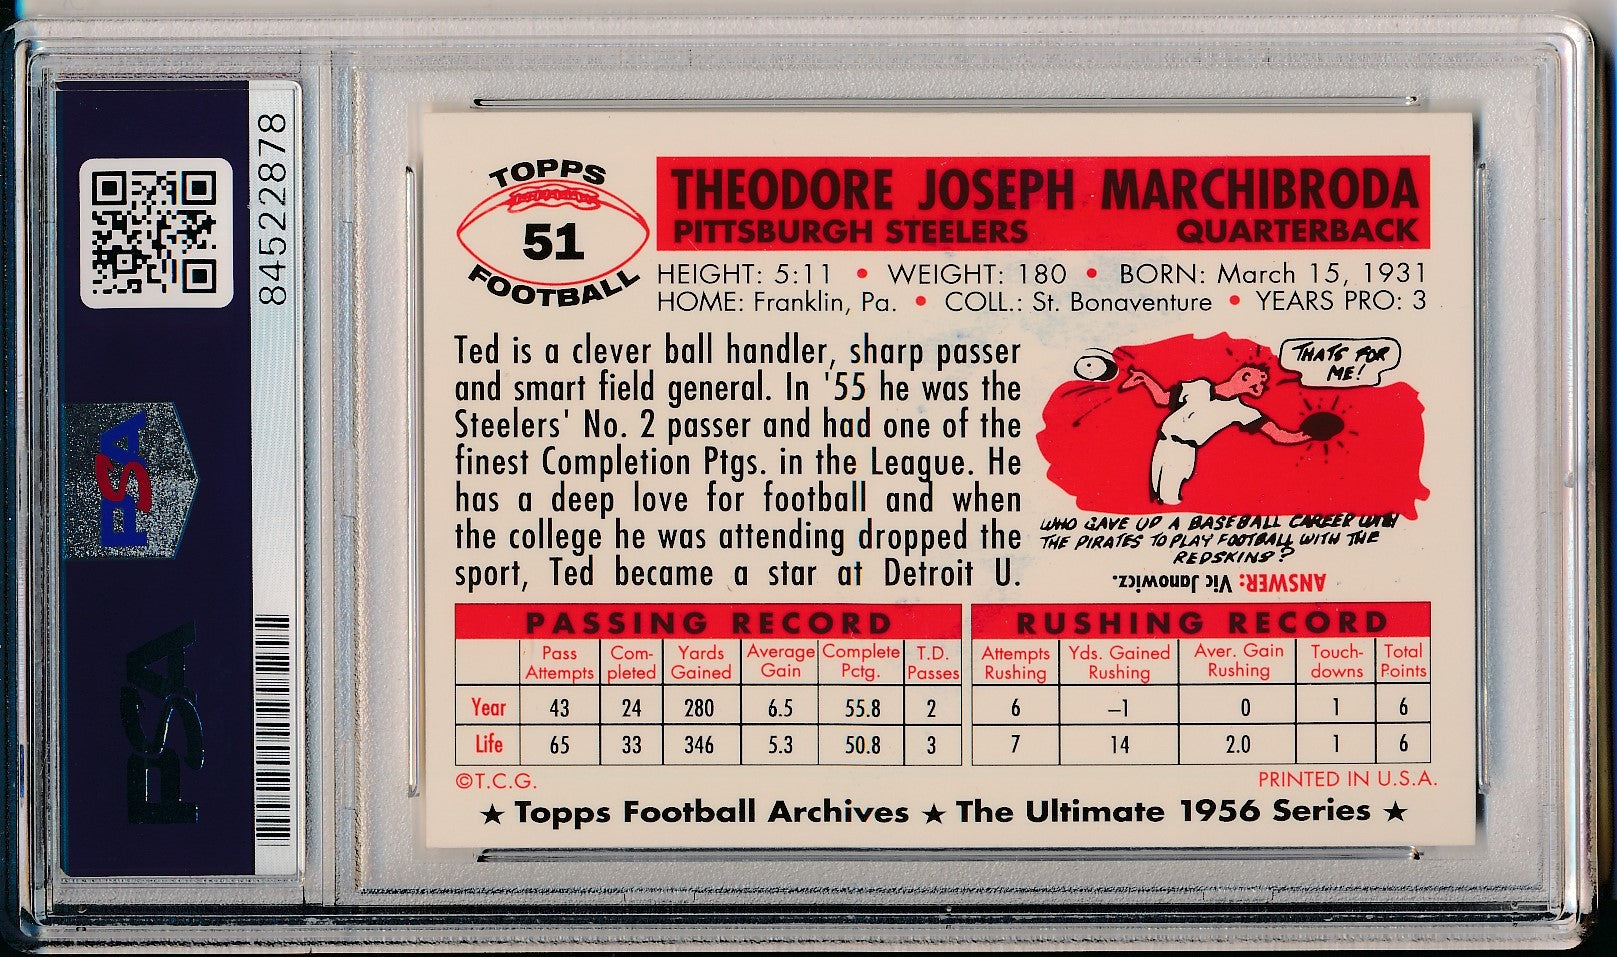 84522878
PSA
PSA
TOPPS
51
FOOTBALL
THEODORE JOSEPH MARCHIBRODA
PITTSBURGH STEELERS QUARTERBACK
HEIGHT: 5:11 • WEIGHT: 180 • BORN: March 15, 1931
HOME: Franklin, Pa. • COLL.: St. Bonaventure • YEARS PRO: 3
Ted is a clever ball handler, sharp passer
and smart field general. In '55 he was the
Steelers' No. 2 passer and had one of the
finest Completion Ptgs. in the League. He
has a deep love for football and when
the college he was attending dropped the
sport, Ted became a star at Detroit U.
THATS FOR
ME!
WHO GAVE UP A BASEBALL CAREER WITH
THE PIRATES TO PLAY FOOTBALL WITH THE
REDSKINS?
ANSWER: Vic Janowicz.
PASSING RECORD
Pass Attempts Com-pleted Yards Gained Average Gain Complete Pctg. T.D. Passes
Year 43 24 280 6.5 55.8 2
Life 65 33 346 5.3 50.8 3
RUSHING RECORD
Attempts Rushing Yds. Gained Rushing Aver. Gain Rushing Touch-downs Total Points
6 –1 0 1 6
7 14 2.0 1 6
©T.C.G. PRINTED IN U.S.A.
★ Topps Football Archives ★ The Ultimate 1956 Series ★